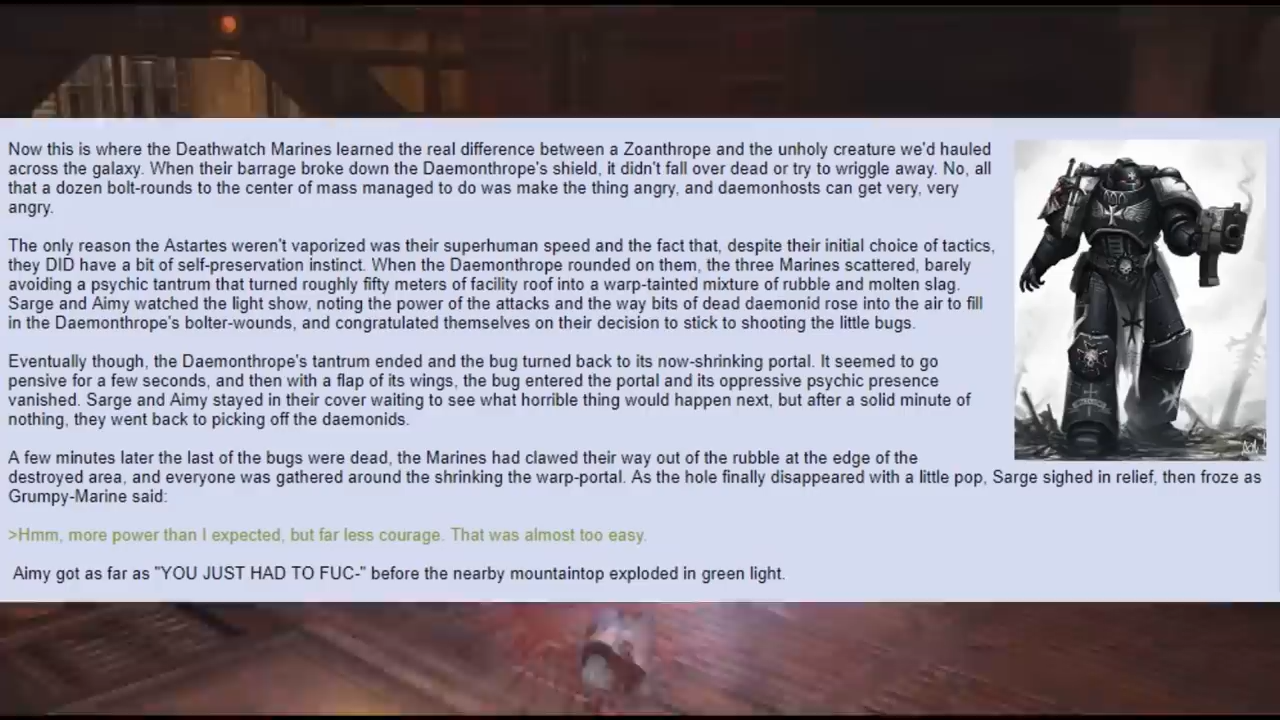 Now this is where the Deathwatch Marines learned the real difference between a Zoanthrope and the unholy creature we'd hauled
across the galaxy. When their barrage broke down the Daemonthrope's shield, it didn't fall over dead or try to wriggle away. No, all
that a dozen bolt-rounds to the center of mass managed to do was make the thing angry, and daemonhosts can get very, very
angry.
The only reason the Astartes weren't vaporized was their superhuman speed and the fact that, despite their initial choice of tactics,
they DID have a bit of self-preservation instinct. When the Daemonthrope rounded on them, the three Marines scattered, barely
avoiding a psychic tantrum that turned roughly fifty meters of facility roof into a warp-tainted mixture of rubble and molten slag.
Sarge and Aimy watched the light show, noting the power of the attacks and the way bits of dead daemonid rose into the air to fill
in the Daemonthrope's bolter-wounds, and congratulated themselves on their decision to stick to shooting the little bugs.
Eventually though, the Daemonthrope's tantrum ended and the bug turned back to its now-shrinking portal. It seemed to go
pensive for a few seconds, and then with a flap of its wings, the bug entered the portal and its oppressive psychic presence
vanished. Sarge and Aimy stayed in their cover waiting to see what horrible thing would happen next, but after a solid minute of
nothing, they went back to picking off the daemonids.
A few minutes later the last of the bugs were dead, the Marines had clawed their way out of the rubble at the edge of the
destroyed area, and everyone was gathered around the shrinking the warp-portal. As the hole finally disappeared with a little pop, Sarge sighed in relief, then froze as
Grumpy-Marine said:
>Hmm, more power than I expected, but far less courage. That was almost too easy.
Aimy got as far as "YOU JUST HAD TO FUC-" before the nearby mountaintop exploded in green light.